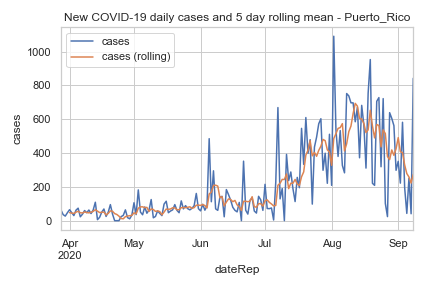 New COVID-19 daily cases and 5 day rolling mean - Puerto_Rico
cases
cases (rolling)
1000
800
600
400
200
0
cases
Apr
2020
May
Jun
Jul
Aug
Sep
dateRep